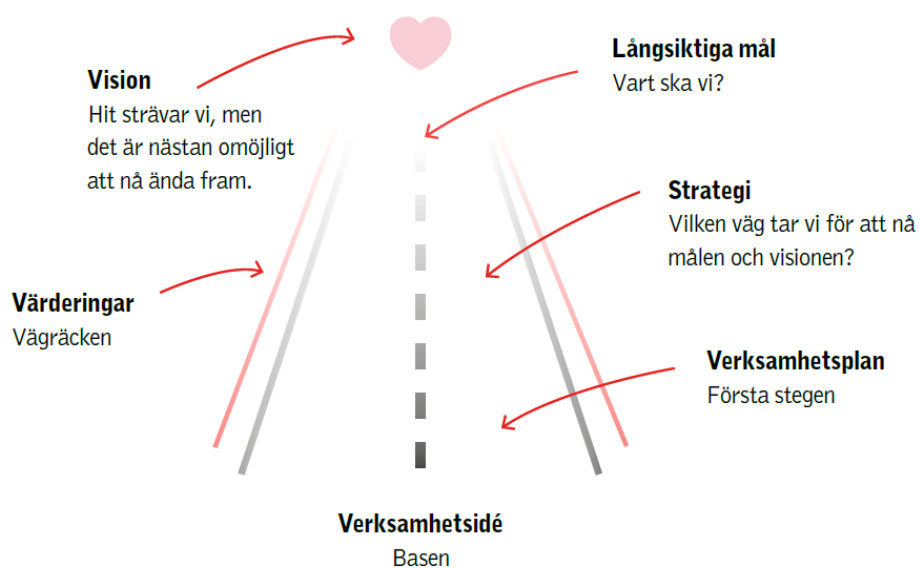 Vision
Hit strävar vi, men
det är nästan omöjligt
att nå ända fram.
Långsiktiga mål
Vart ska vi?
Strategi
Vilken väg tar vi för att nå
målen och visionen?
Värderingar
Vägräcken
Verksamhetsplan
Första stegen
Verksamhetsidé
Basen